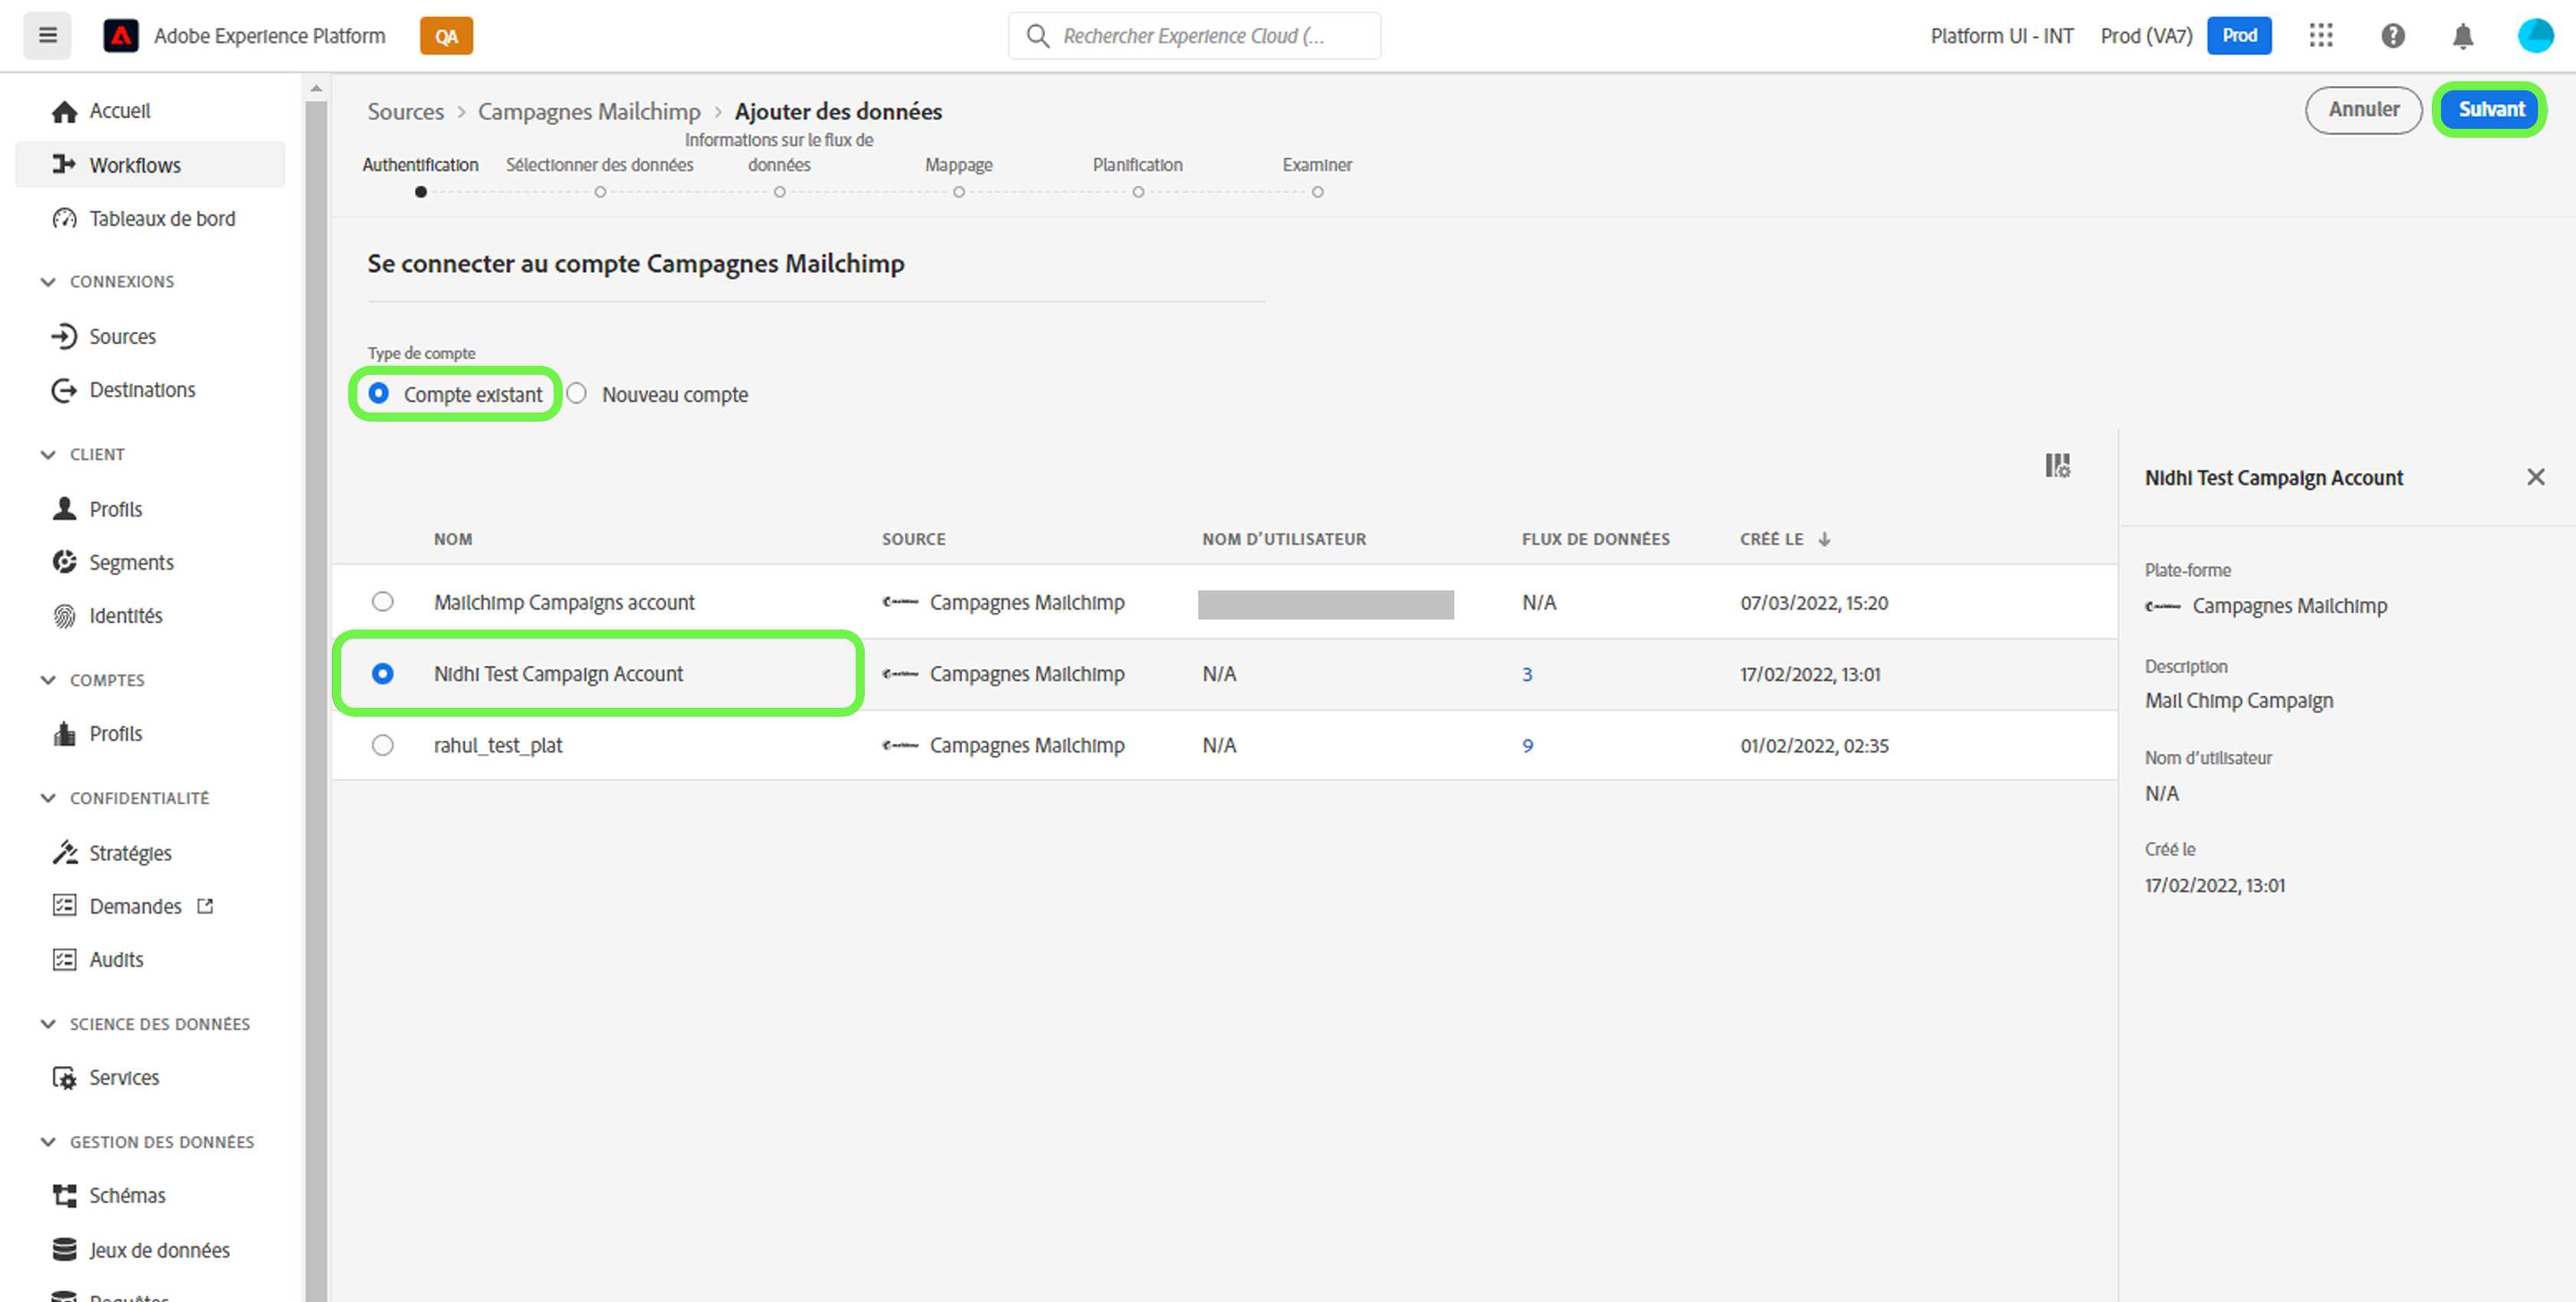 Adobe Experience Platform
QA
Rechercher Experience Cloud (...
Platform UI - INT
Prod (VA7)
Prod
Accueil
Workflows
Tableaux de bord
CONNEXIONS
Sources
Destinations
CLIENT
Profils
Segments
Identités
COMPTES
Profils
CONFIDENTIALITÉ
Stratégies
Demandes
Audits
SCIENCE DES DONNÉES
Services
GESTION DES DONNÉES
Schémas
Jeux de données
Requêtes
Sources > Campagnes Mailchimp > Ajouter des données
Annuler
Suivant
Authentification
Sélectionner des données
Informations sur le flux de
données
Mappage
Planification
Examiner
Se connecter au compte Campagnes Mailchimp
Type de compte
Compte existant
Nouveau compte
NOM SOURCE NOM D'UTILISATEUR FLUX DE DONNÉES CRÉÉ LE
Mailchimp Campaigns account Campagnes Mailchimp N/A 07/03/2022, 15:20
Nidhi Test Campaign Account Campagnes Mailchimp N/A 3 17/02/2022, 13:01
rahul_test_plat Campagnes Mailchimp N/A 9 01/02/2022, 02:35
Nidhi Test Campaign Account
Plate-forme
Campagnes Mailchimp
Description
Mail Chimp Campaign
Nom d'utilisateur
N/A
Créé le
17/02/2022, 13:01